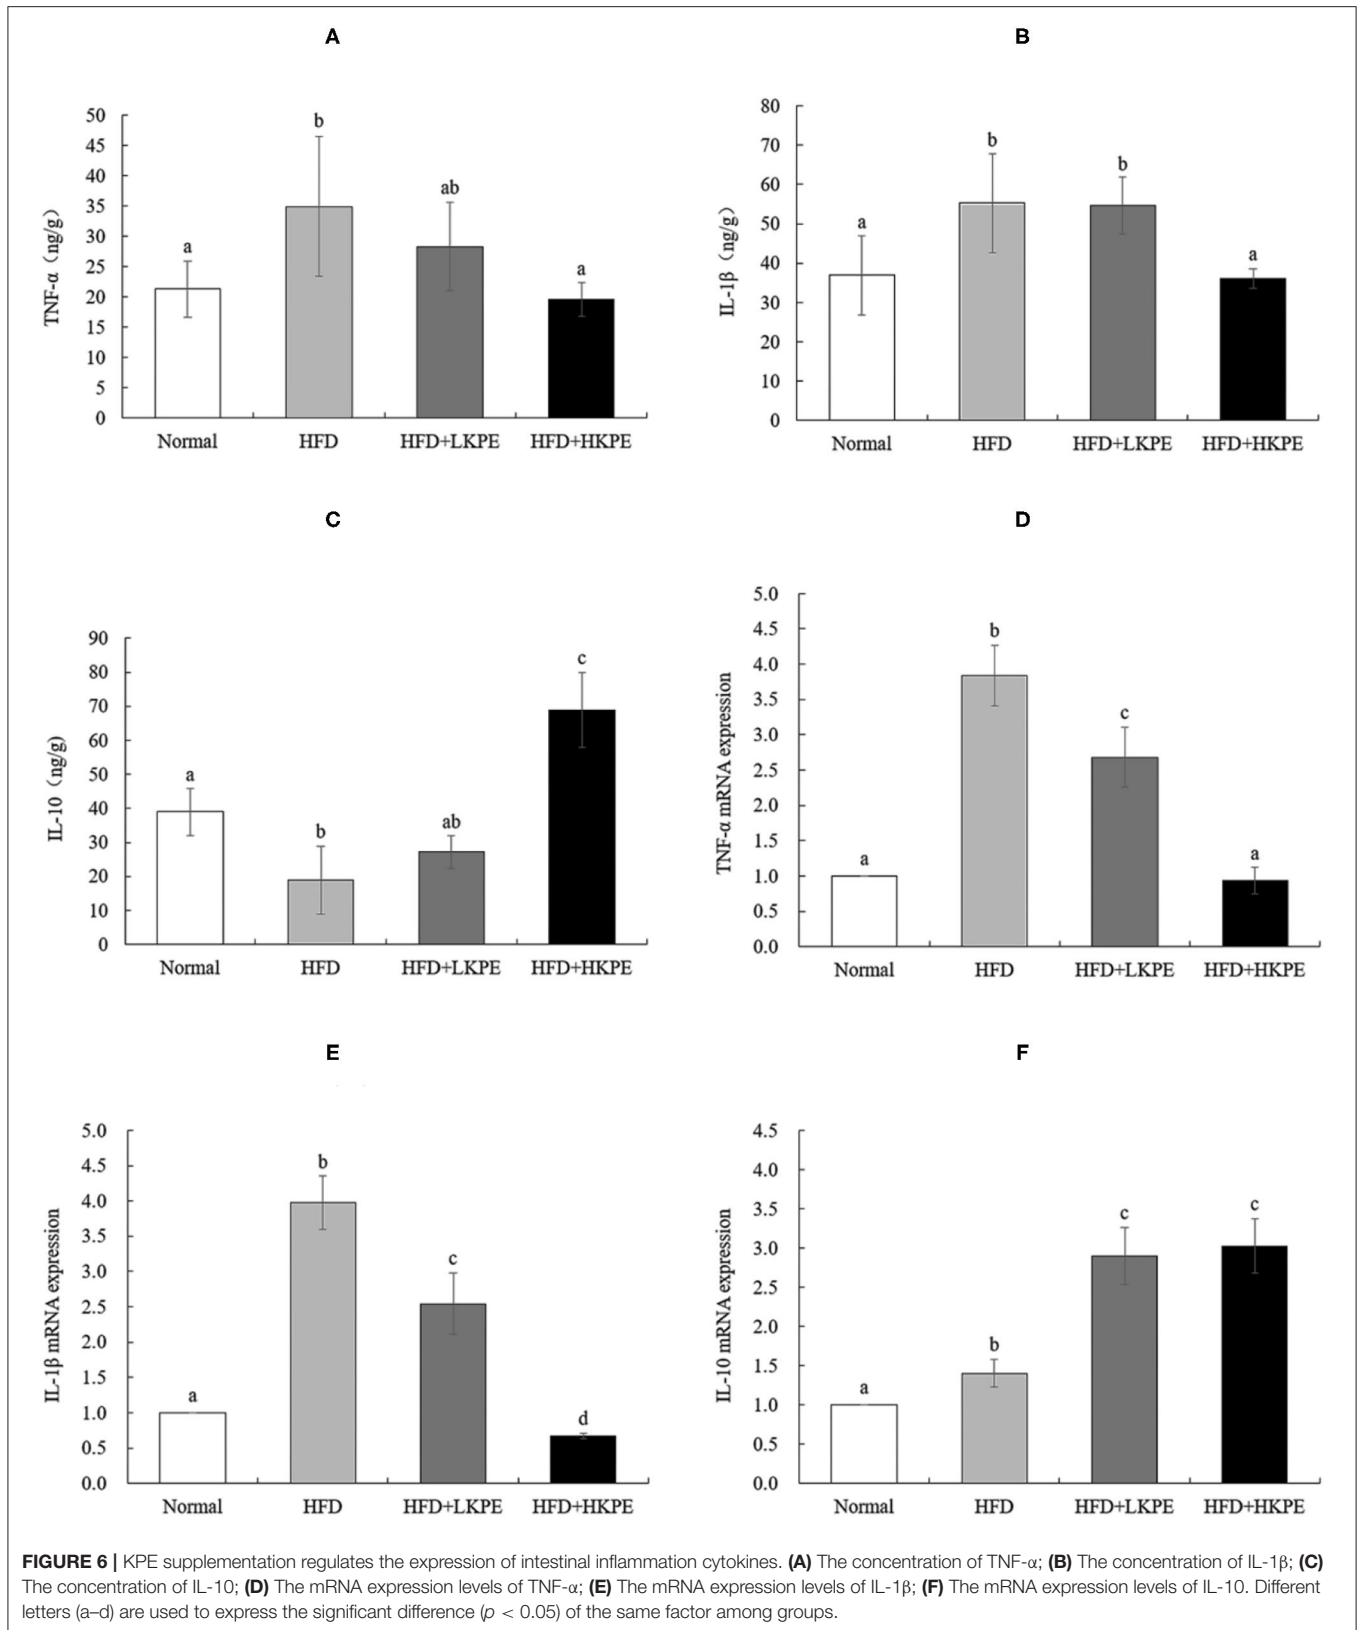 A
50
45
40
35
30
25
20
15
10
5
0
TNF-α (ng/g)
a
b
ab
a
Normal HFD HFD+LKPE HFD+HKPE
B
80
70
60
50
40
30
20
10
0
IL-1β (ng/g)
a
b
b
a
Normal HFD HFD+LKPE HFD+HKPE
C
90
80
70
60
50
40
30
20
10
0
IL-10 (ng/g)
a
b
ab
c
Normal HFD HFD+LKPE HFD+HKPE
D
5.0
4.5
4.0
3.5
3.0
2.5
2.0
1.5
1.0
0.5
0.0
TNF-α mRNA expression
a
b
c
a
Normal HFD HFD+LKPE HFD+HKPE
E
5.0
4.5
4.0
3.5
3.0
2.5
2.0
1.5
1.0
0.5
0.0
IL-1β mRNA expression
a
b
c
d
Normal HFD HFD+LKPE HFD+HKPE
F
4.5
4.0
3.5
3.0
2.5
2.0
1.5
1.0
0.5
0.0
IL-10 mRNA expression
a
b
c
c
Normal HFD HFD+LKPE HFD+HKPE
FIGURE 6 | KPE supplementation regulates the expression of intestinal inflammation cytokines. (A) The concentration of TNF-α; (B) The concentration of IL-1β; (C)
The concentration of IL-10; (D) The mRNA expression levels of TNF-α; (E) The mRNA expression levels of IL-1β; (F) The mRNA expression levels of IL-10. Different
letters (a–d) are used to express the significant difference (p < 0.05) of the same factor among groups.